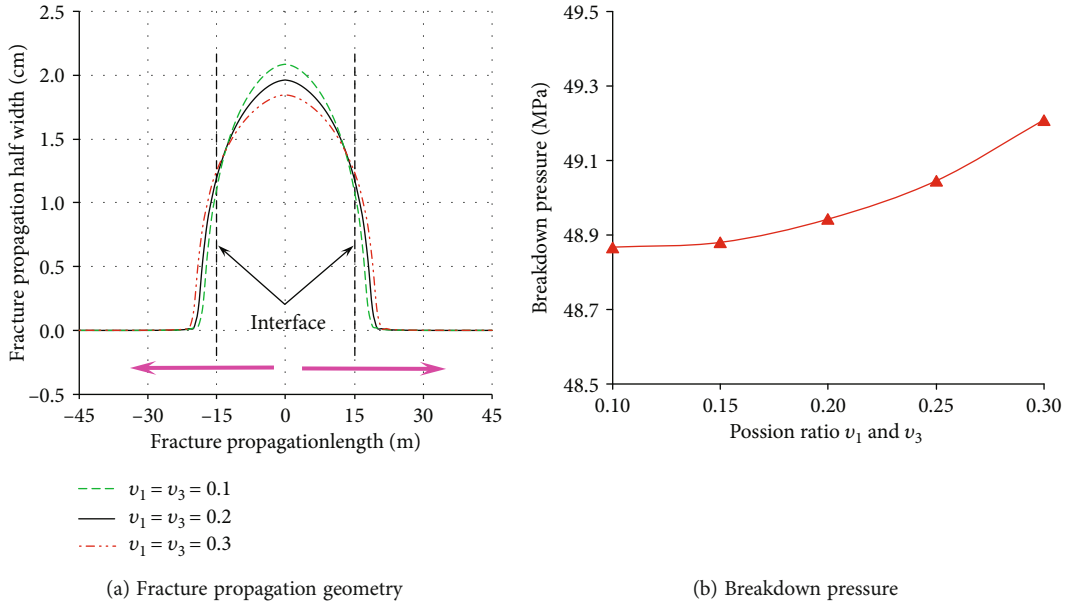 Fracture propagation half width (cm)
2.5
2.0
1.5
1.0
0.5
0.0
–0.5
Interface
–45
–30
–15
0
15
30
45
Fracture propagationlength (m)
υ1 = υ3 = 0.1
υ1 = υ3 = 0.2
υ1 = υ3 = 0.3
(a) Fracture propagation geometry
Breakdown pressure (MPa)
49.5
49.3
49.1
48.9
48.7
48.5
0.10
0.15
0.20
0.25
0.30
Possion ratio υ1 and υ3
(b) Breakdown pressure